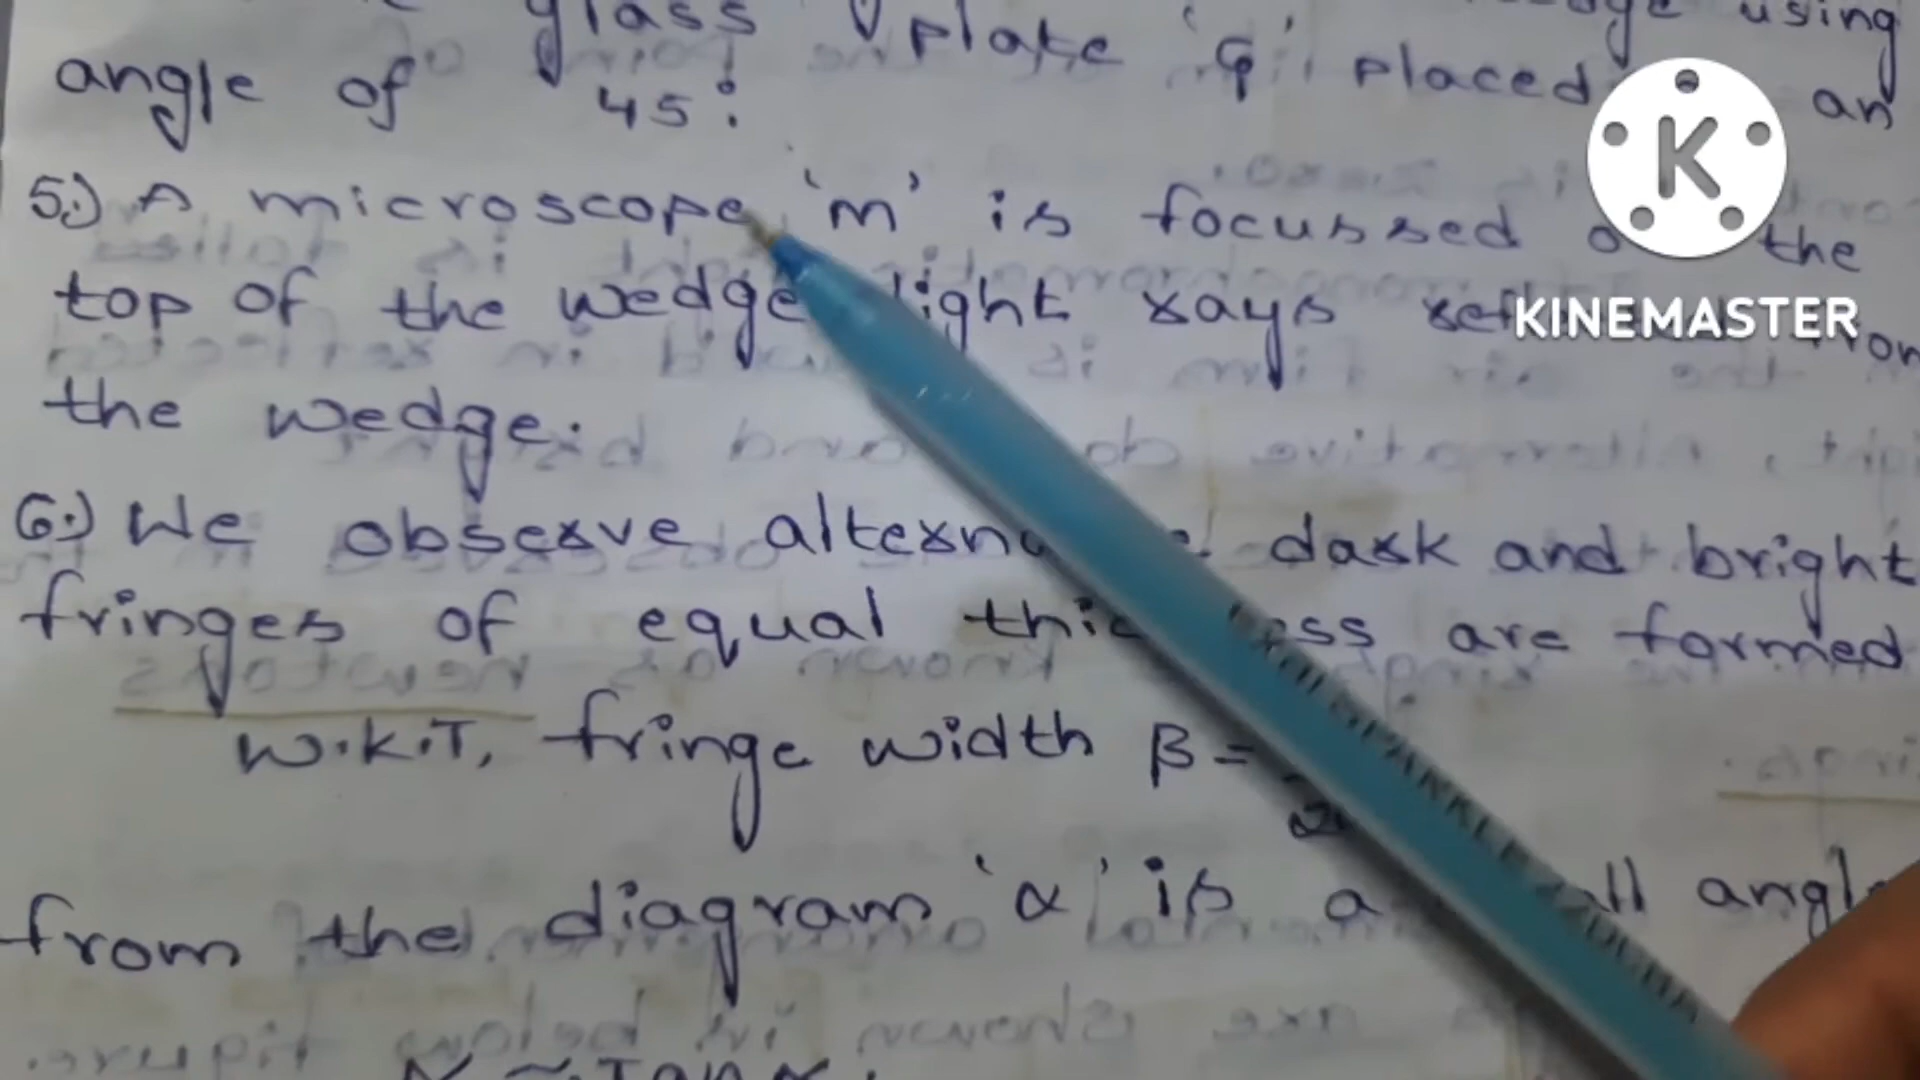 glass plate 'G' placed using
angle of 45° an
5.) A microscope 'm' is focussed the
top of the wedge light rays
the wedge.
6.) We observe dark and bright
fringes of equal are formed
W.K.T, fringe width β =
from the diagram 'α' is a angle
α ≈ Tanα.
K
KINEMASTER